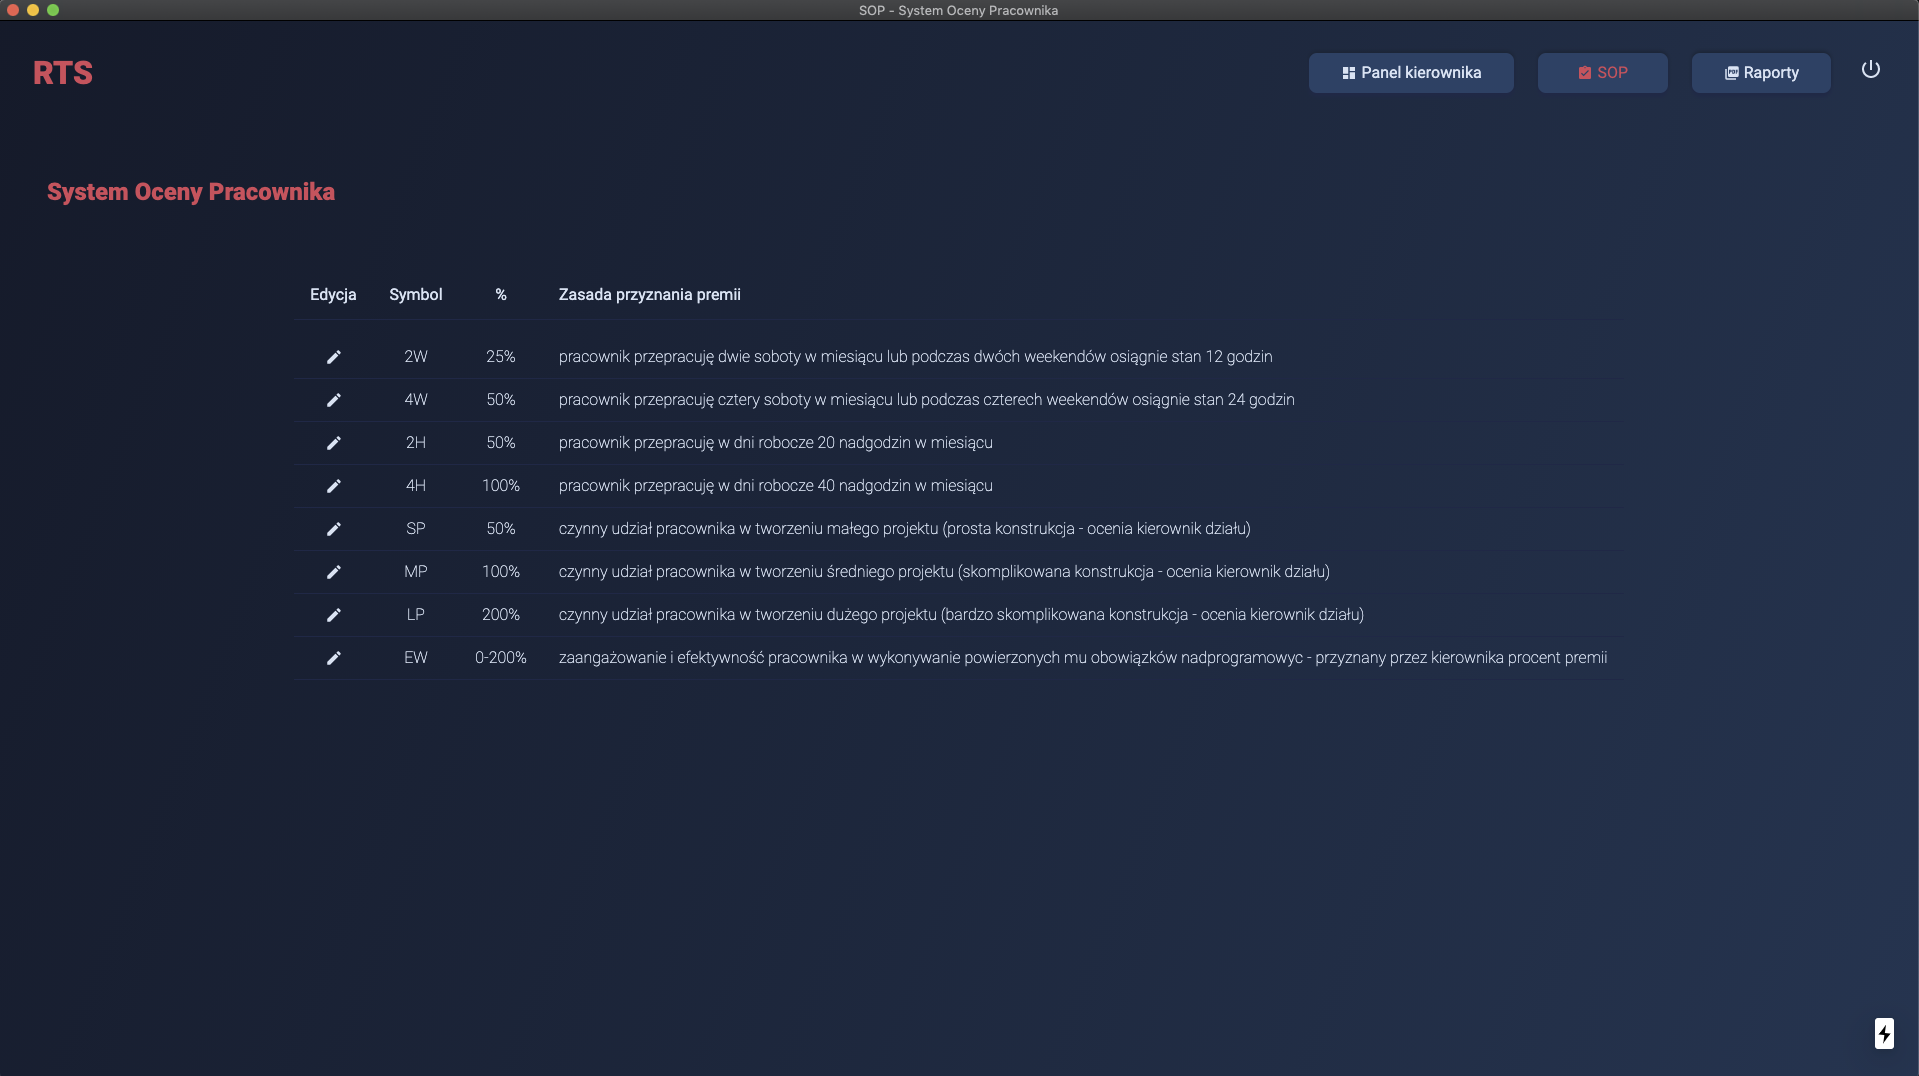 SOP - System Oceny Pracownika
RTS
Panel kierownika
SOP
Raporty
System Oceny Pracownika
Edycja Symbol % Zasada przyznania premii
2W 25% pracownik przepracuję dwie soboty w miesiącu lub podczas dwóch weekendów osiągnie stan 12 godzin
4W 50% pracownik przepracuję cztery soboty w miesiącu lub podczas czterech weekendów osiągnie stan 24 godzin
2H 50% pracownik przepracuję w dni robocze 20 nadgodzin w miesiącu
4H 100% pracownik przepracuję w dni robocze 40 nadgodzin w miesiącu
SP 50% czynny udział pracownika w tworzeniu małego projektu (prosta konstrukcja - ocenia kierownik działu)
MP 100% czynny udział pracownika w tworzeniu średniego projektu (skomplikowana konstrukcja - ocenia kierownik działu)
LP 200% czynny udział pracownika w tworzeniu dużego projektu (bardzo skomplikowana konstrukcja - ocenia kierownik działu)
EW 0-200% zaangażowanie i efektywność pracownika w wykonywanie powierzonych mu obowiązków nadprogramowyc - przyznany przez kierownika procent premii